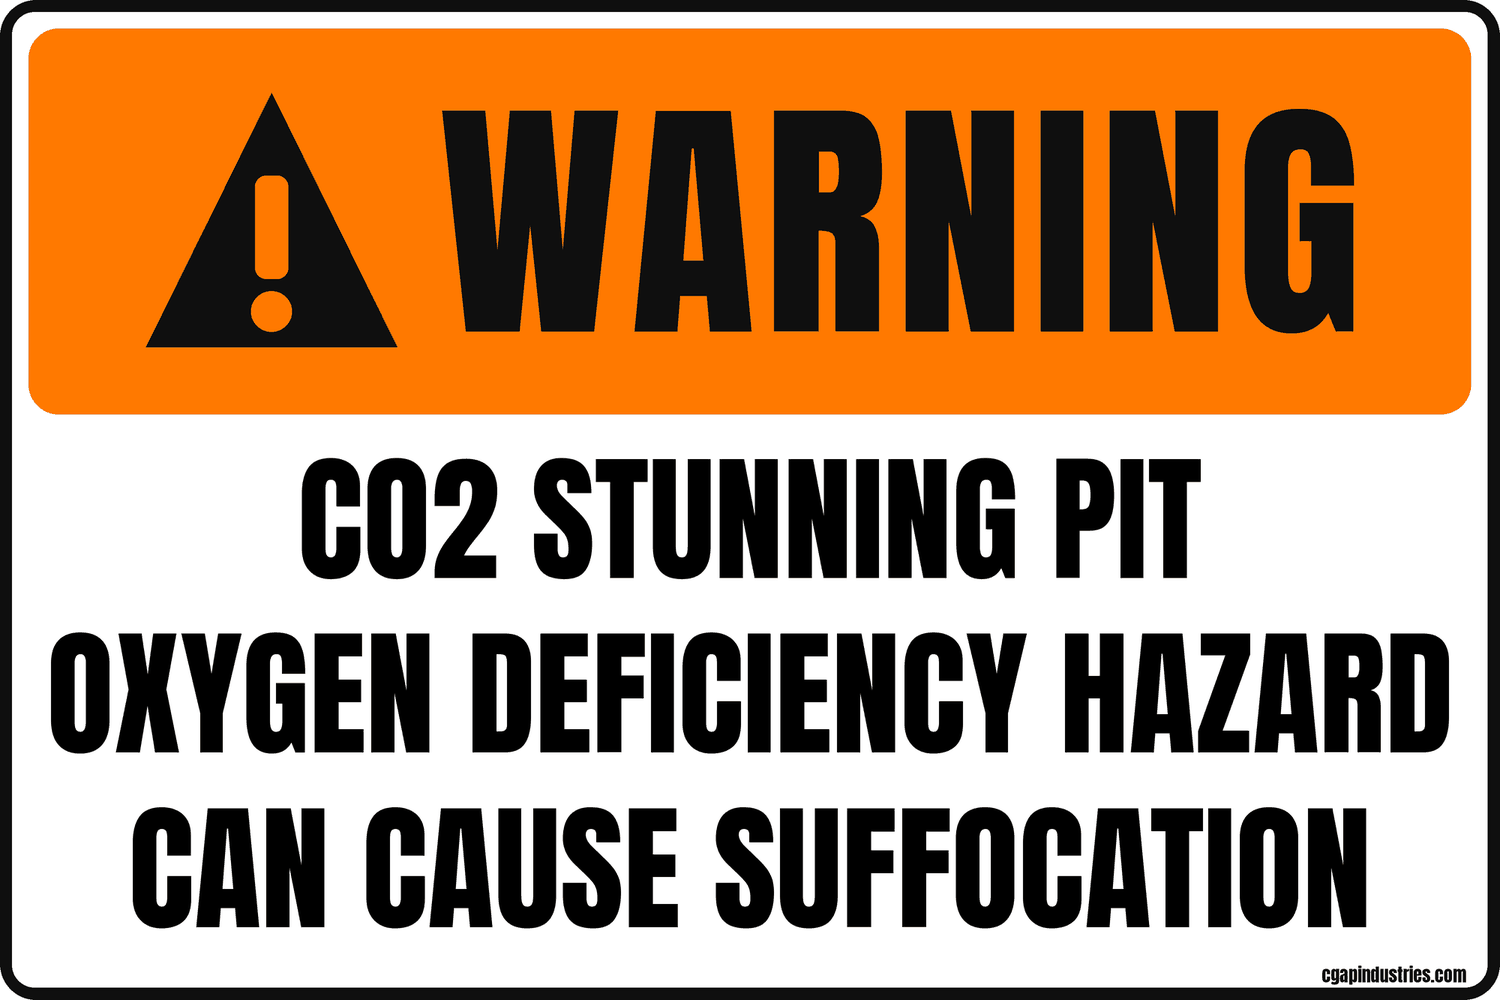 WARNING
CO2 STUNNING PIT
OXYGEN DEFICIENCY HAZARD
CAN CAUSE SUFFOCATION
cgapindustries.com